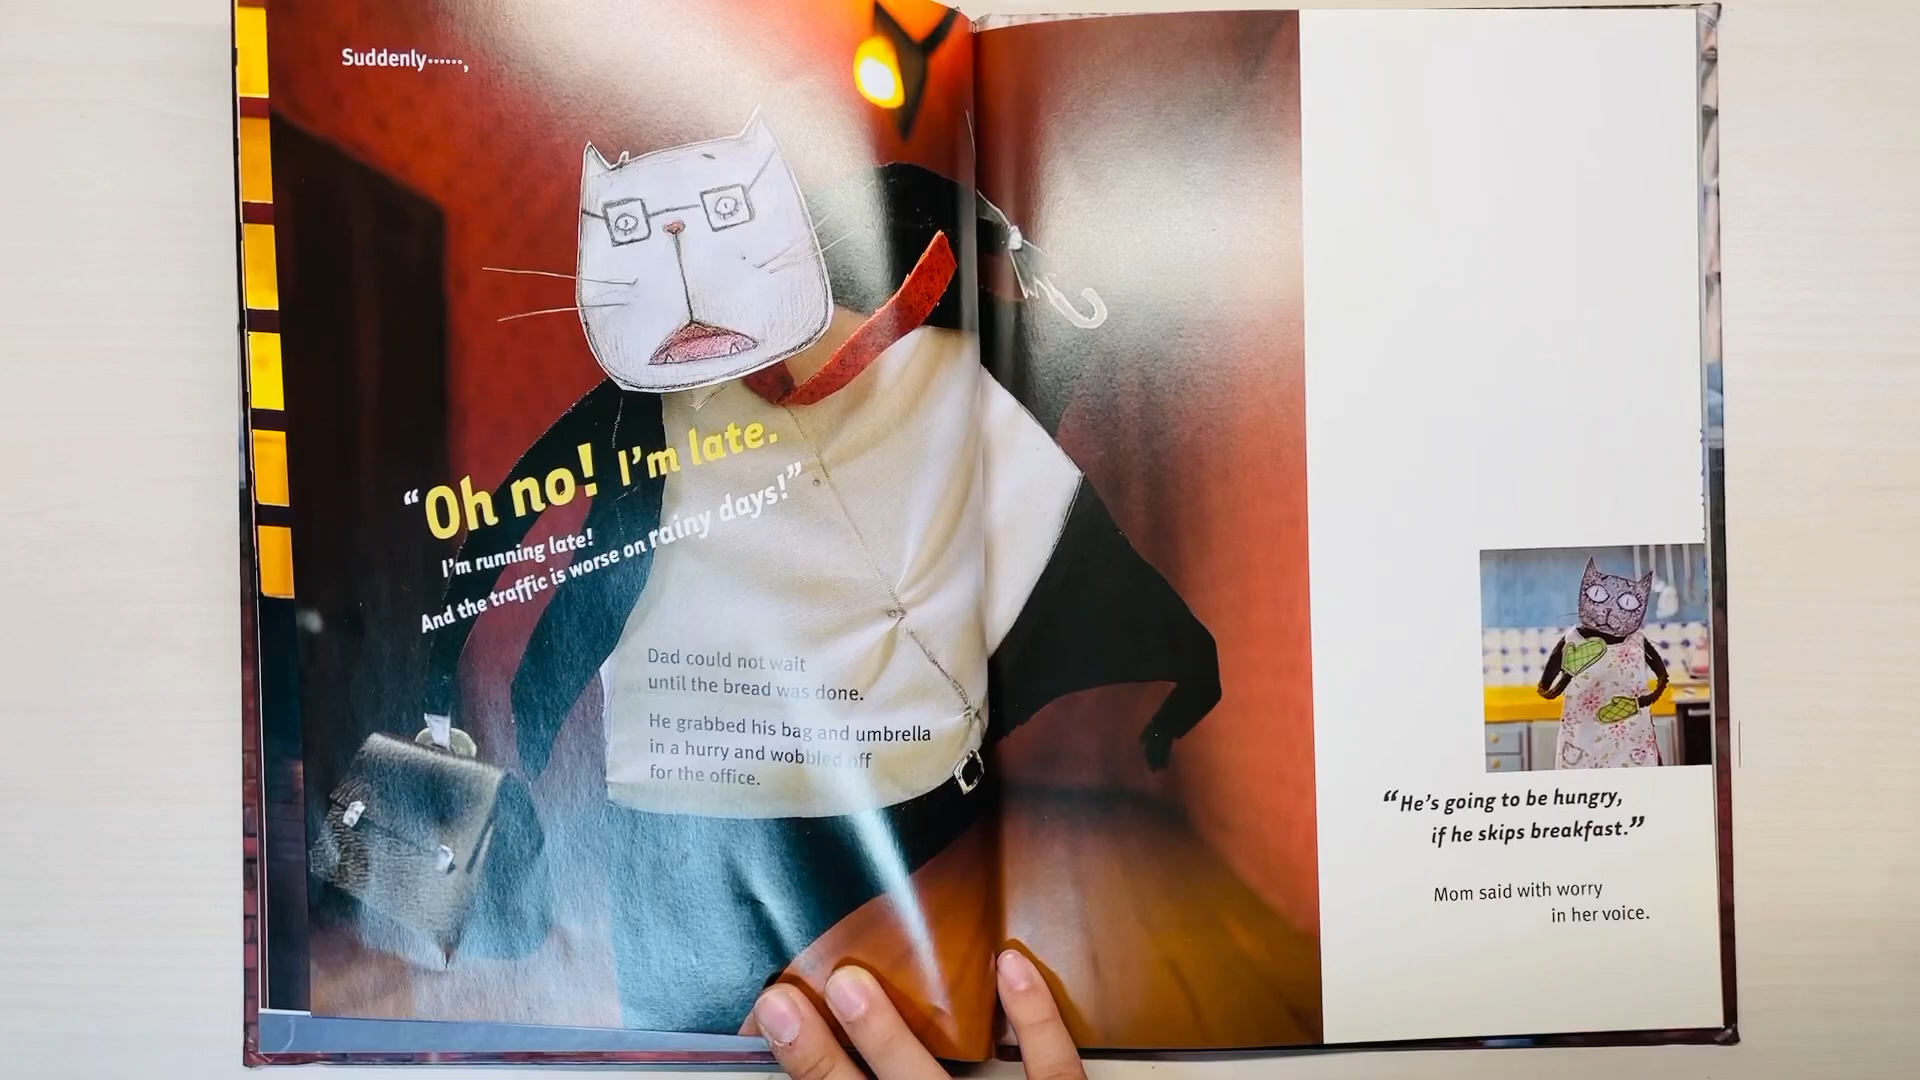 Suddenly……,
“Oh no! I’m late.
I’m running late!
And the traffic is worse on rainy days!”
Dad could not wait
until the bread was done.
He grabbed his bag and umbrella
in a hurry and wobbled off
for the office.
“He’s going to be hungry,
if he skips breakfast.”
Mom said with worry
in her voice.